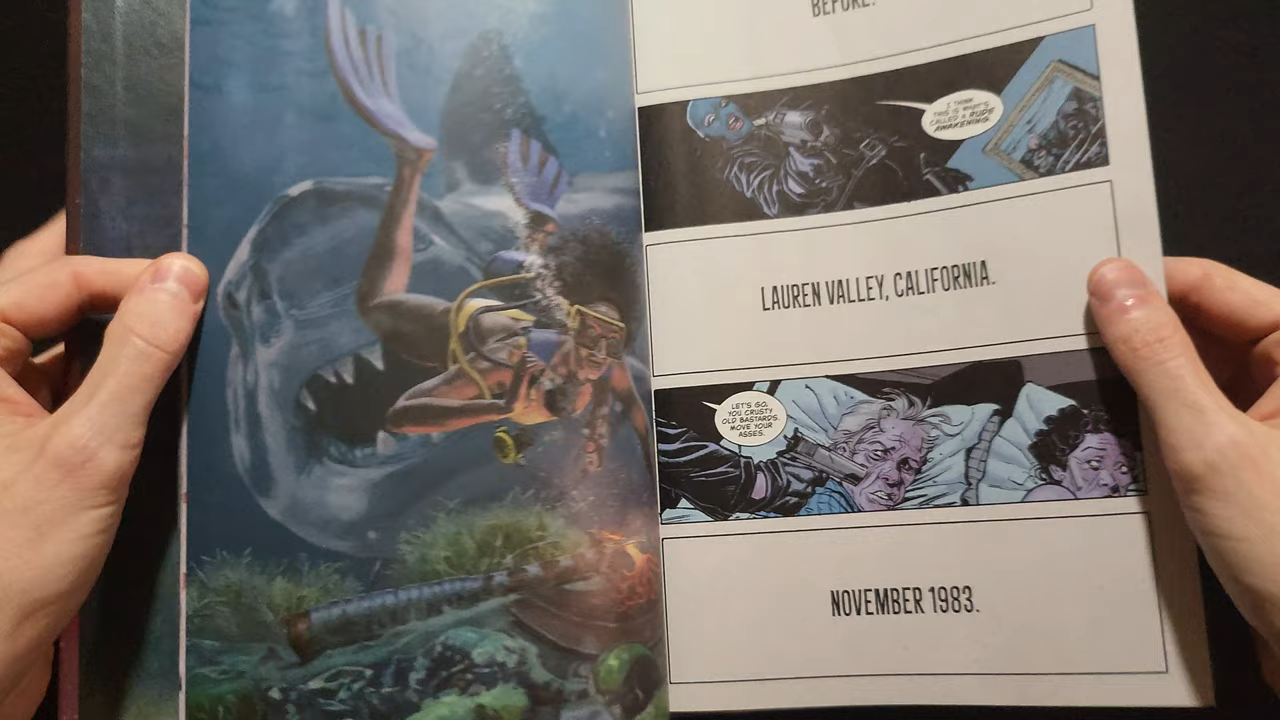 BEFORE.
I THINK
THIS IS WHAT'S
CALLED A RUDE
AWAKENING.
LAUREN VALLEY, CALIFORNIA.
LET'S GO,
YOU CRUSTY
OLD BASTARDS.
MOVE YOUR
ASSES.
NOVEMBER 1983.